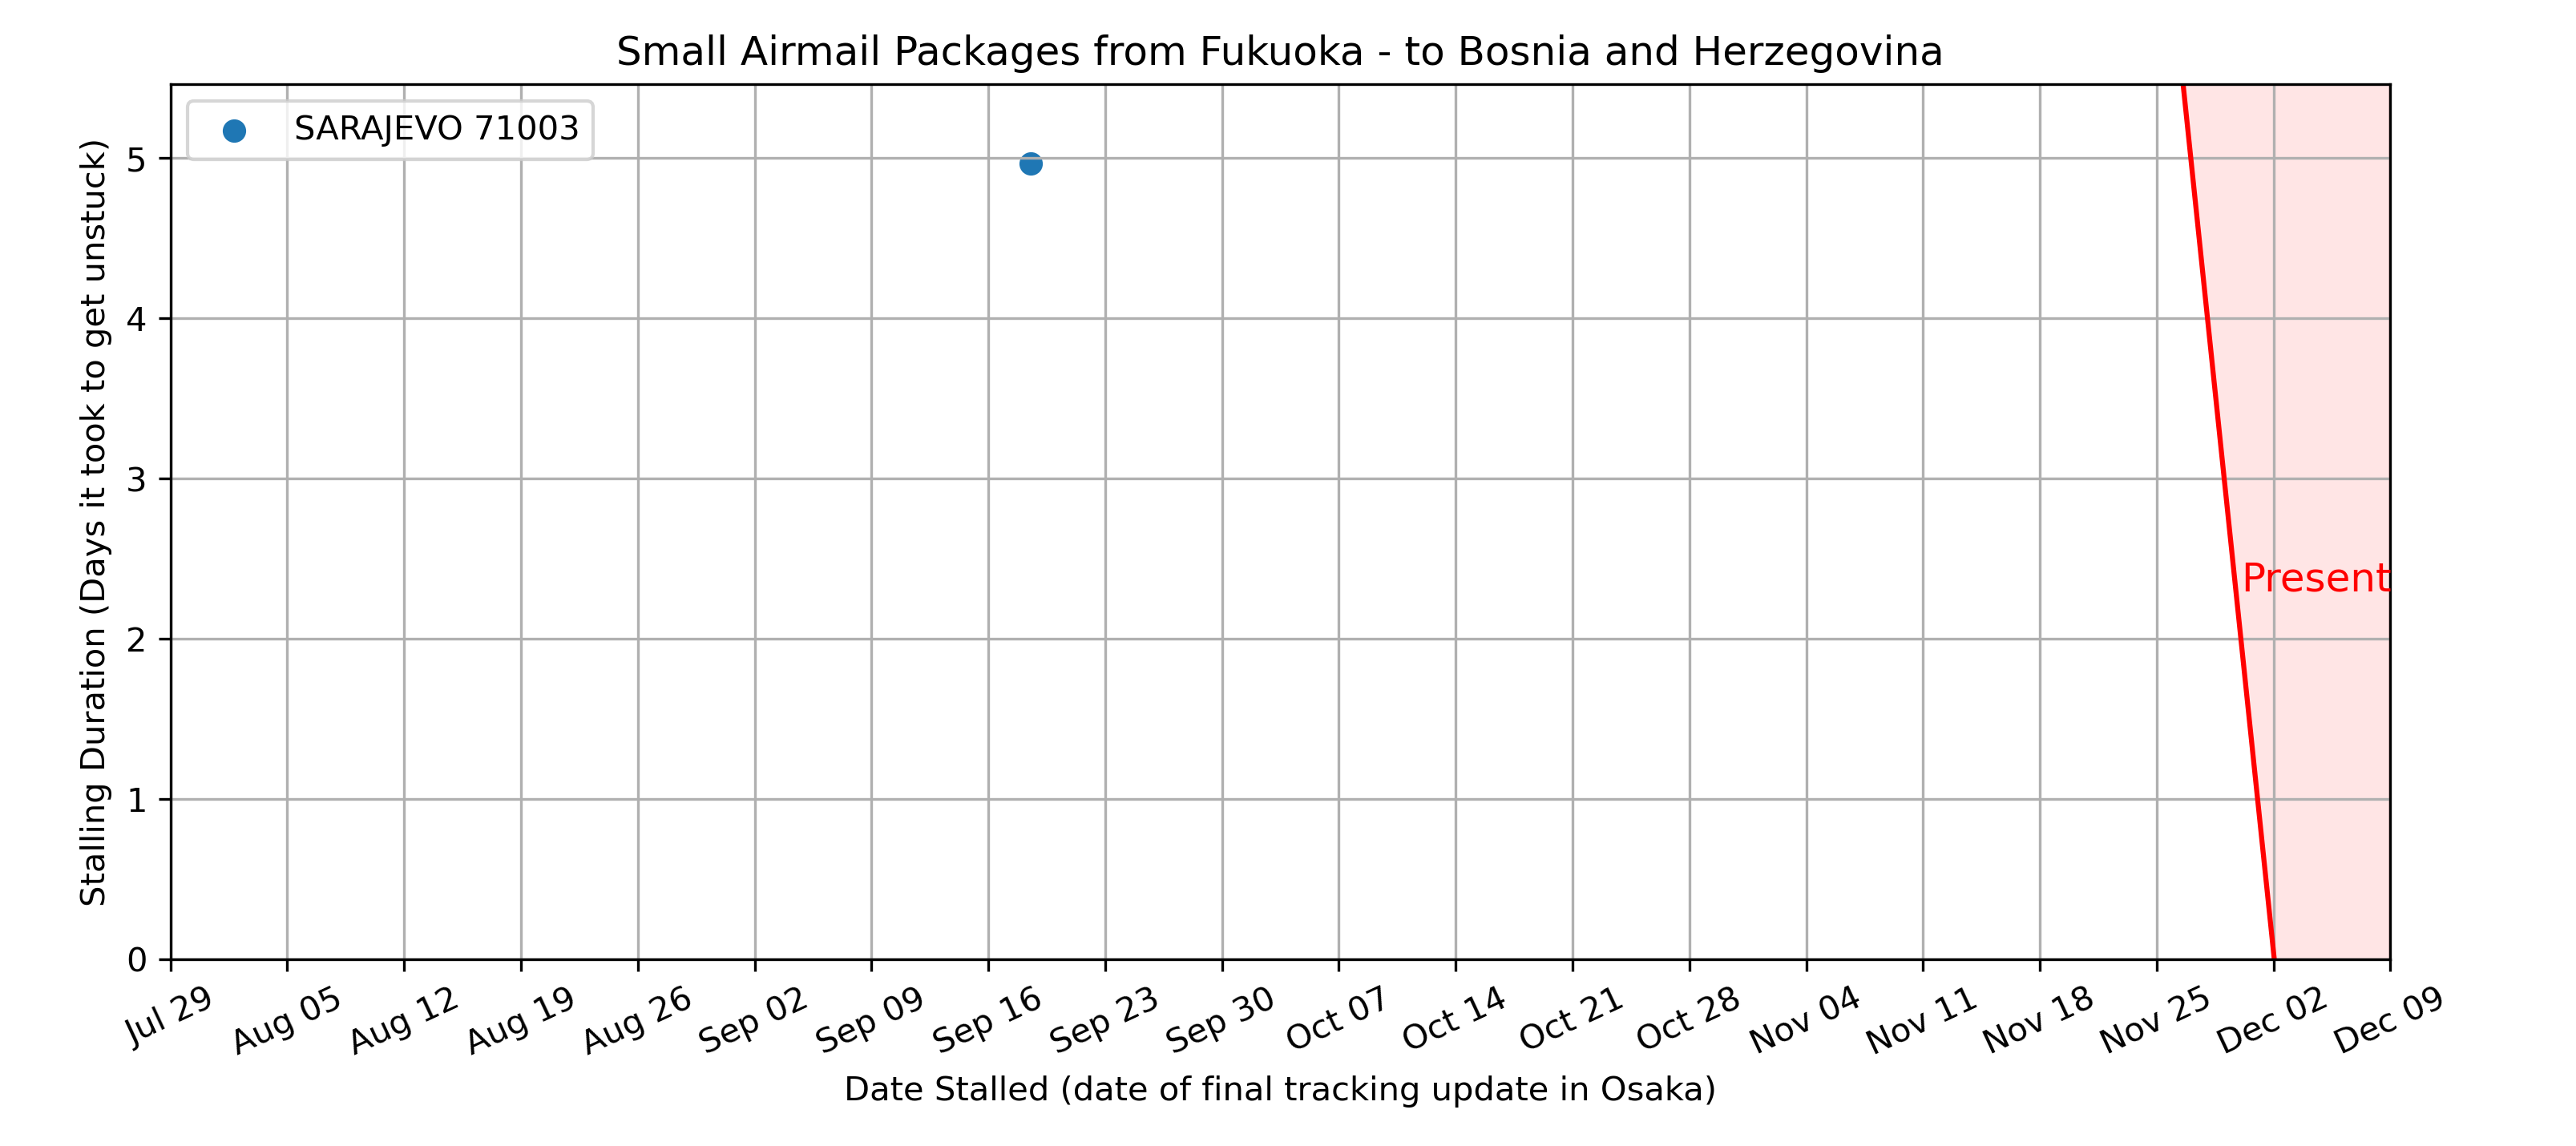 Small Airmail Packages from Fukuoka - to Bosnia and Herzegovina
SARAJEVO 71003
Stalling Duration (Days it took to get unstuck)
5
4
3
2
1
0
Present
Jul 29
Aug 05
Aug 12
Aug 19
Aug 26
Sep 02
Sep 09
Sep 16
Sep 23
Sep 30
Oct 07
Oct 14
Oct 21
Oct 28
Nov 04
Nov 11
Nov 18
Nov 25
Dec 02
Dec 09
Date Stalled (date of final tracking update in Osaka)